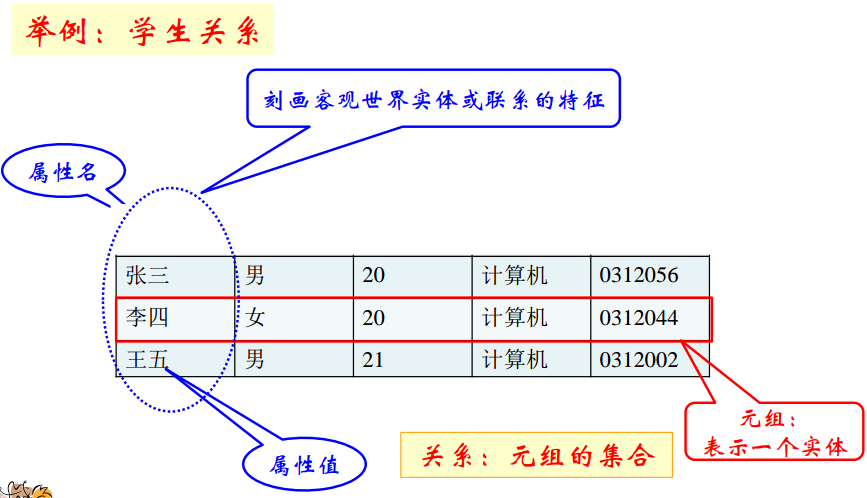 举例：学生关系
刻画客观世界实体或联系的特征
属性名
张三 男 20 计算机 0312056
李四 女 20 计算机 0312044
王五 男 21 计算机 0312002
属性值
关系：元组的集合
元组：
表示一个实体